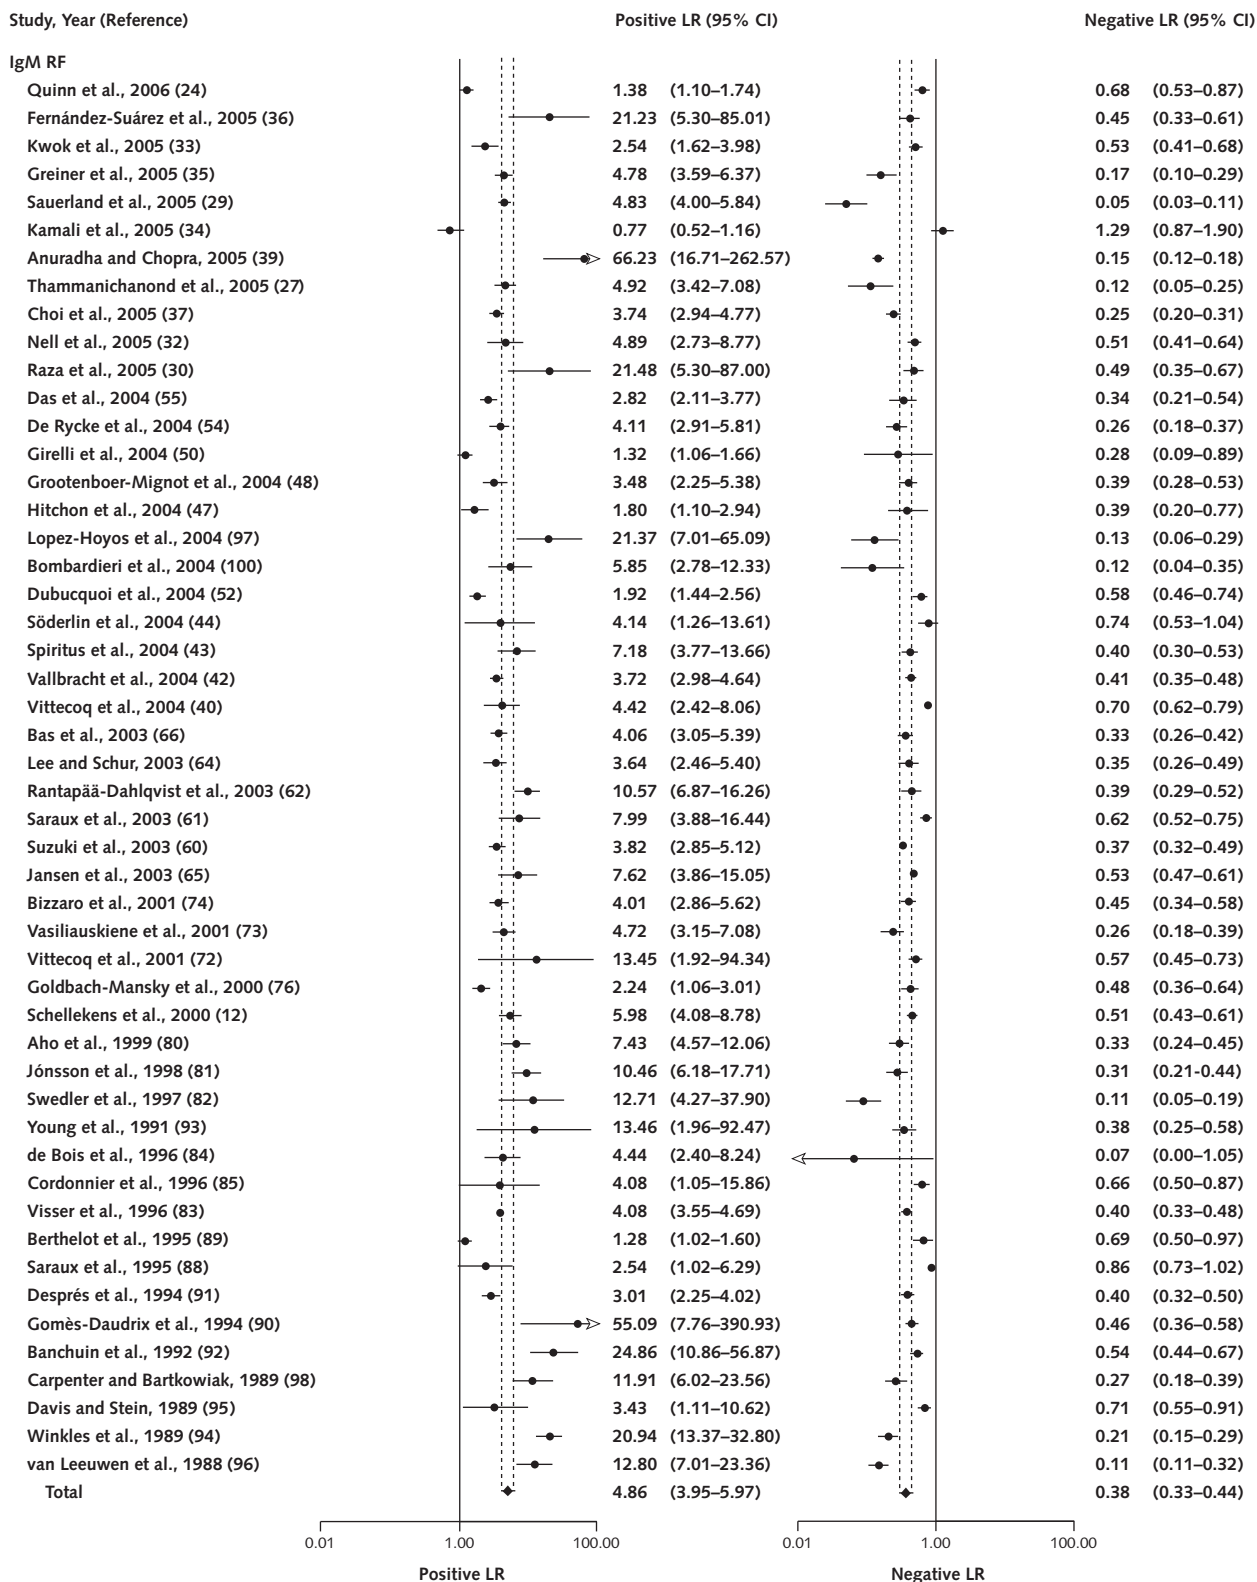 Study, Year (Reference) Positive LR (95% CI) Negative LR (95% CI)
IgM RF
Quinn et al., 2006 (24) 1.38 (1.10–1.74) 0.68 (0.53–0.87)
Fernández-Suárez et al., 2005 (36) 21.23 (5.30–85.01) 0.45 (0.33–0.61)
Kwok et al., 2005 (33) 2.54 (1.62–3.98) 0.53 (0.41–0.68)
Greiner et al., 2005 (35) 4.78 (3.59–6.37) 0.17 (0.10–0.29)
Sauerland et al., 2005 (29) 4.83 (4.00–5.84) 0.05 (0.03–0.11)
Kamali et al., 2005 (34) 0.77 (0.52–1.16) 1.29 (0.87–1.90)
Anuradha and Chopra, 2005 (39) 66.23 (16.71–262.57) 0.15 (0.12–0.18)
Thammanichanond et al., 2005 (27) 4.92 (3.42–7.08) 0.12 (0.05–0.25)
Choi et al., 2005 (37) 3.74 (2.94–4.77) 0.25 (0.20–0.31)
Nell et al., 2005 (32) 4.89 (2.73–8.77) 0.51 (0.41–0.64)
Raza et al., 2005 (30) 21.48 (5.30–87.00) 0.49 (0.35–0.67)
Das et al., 2004 (55) 2.82 (2.11–3.77) 0.34 (0.21–0.54)
De Rycke et al., 2004 (54) 4.11 (2.91–5.81) 0.26 (0.18–0.37)
Girelli et al., 2004 (50) 1.32 (1.06–1.66) 0.28 (0.09–0.89)
Grootenboer-Mignot et al., 2004 (48) 3.48 (2.25–5.38) 0.39 (0.28–0.53)
Hitchon et al., 2004 (47) 1.80 (1.10–2.94) 0.39 (0.20–0.77)
Lopez-Hoyos et al., 2004 (97) 21.37 (7.01–65.09) 0.13 (0.06–0.29)
Bombardieri et al., 2004 (100) 5.85 (2.78–12.33) 0.12 (0.04–0.35)
Dubucquoi et al., 2004 (52) 1.92 (1.44–2.56) 0.58 (0.46–0.74)
Söderlin et al., 2004 (44) 4.14 (1.26–13.61) 0.74 (0.53–1.04)
Spiritus et al., 2004 (43) 7.18 (3.77–13.66) 0.40 (0.30–0.53)
Vallbracht et al., 2004 (42) 3.72 (2.98–4.64) 0.41 (0.35–0.48)
Vittecoq et al., 2004 (40) 4.42 (2.42–8.06) 0.70 (0.62–0.79)
Bas et al., 2003 (66) 4.06 (3.05–5.39) 0.33 (0.26–0.42)
Lee and Schur, 2003 (64) 3.64 (2.46–5.40) 0.35 (0.26–0.49)
Rantapää-Dahlqvist et al., 2003 (62) 10.57 (6.87–16.26) 0.39 (0.29–0.52)
Saraux et al., 2003 (61) 7.99 (3.88–16.44) 0.62 (0.52–0.75)
Suzuki et al., 2003 (60) 3.82 (2.85–5.12) 0.37 (0.32–0.49)
Jansen et al., 2003 (65) 7.62 (3.86–15.05) 0.53 (0.47–0.61)
Bizzaro et al., 2001 (74) 4.01 (2.86–5.62) 0.45 (0.34–0.58)
Vasiliauskiene et al., 2001 (73) 4.72 (3.15–7.08) 0.26 (0.18–0.39)
Vittecoq et al., 2001 (72) 13.45 (1.92–94.34) 0.57 (0.45–0.73)
Goldbach-Mansky et al., 2000 (76) 2.24 (1.06–3.01) 0.48 (0.36–0.64)
Schellekens et al., 2000 (12) 5.98 (4.08–8.78) 0.51 (0.43–0.61)
Aho et al., 1999 (80) 7.43 (4.57–12.06) 0.33 (0.24–0.45)
Jónsson et al., 1998 (81) 10.46 (6.18–17.71) 0.31 (0.21-0.44)
Swedler et al., 1997 (82) 12.71 (4.27–37.90) 0.11 (0.05–0.19)
Young et al., 1991 (93) 13.46 (1.96–92.47) 0.38 (0.25–0.58)
de Bois et al., 1996 (84) 4.44 (2.40–8.24) 0.07 (0.00–1.05)
Cordonnier et al., 1996 (85) 4.08 (1.05–15.86) 0.66 (0.50–0.87)
Visser et al., 1996 (83) 4.08 (3.55–4.69) 0.40 (0.33–0.48)
Berthelot et al., 1995 (89) 1.28 (1.02–1.60) 0.69 (0.50–0.97)
Saraux et al., 1995 (88) 2.54 (1.02–6.29) 0.86 (0.73–1.02)
Després et al., 1994 (91) 3.01 (2.25–4.02) 0.40 (0.32–0.50)
Gomès-Daudrix et al., 1994 (90) 55.09 (7.76–390.93) 0.46 (0.36–0.58)
Banchuin et al., 1992 (92) 24.86 (10.86–56.87) 0.54 (0.44–0.67)
Carpenter and Bartkowiak, 1989 (98) 11.91 (6.02–23.56) 0.27 (0.18–0.39)
Davis and Stein, 1989 (95) 3.43 (1.11–10.62) 0.71 (0.55–0.91)
Winkles et al., 1989 (94) 20.94 (13.37–32.80) 0.21 (0.15–0.29)
van Leeuwen et al., 1988 (96) 12.80 (7.01–23.36) 0.11 (0.11–0.32)
Total 4.86 (3.95–5.97) 0.38 (0.33–0.44)
0.01 1.00 100.00 0.01 1.00 100.00
Positive LR Negative LR